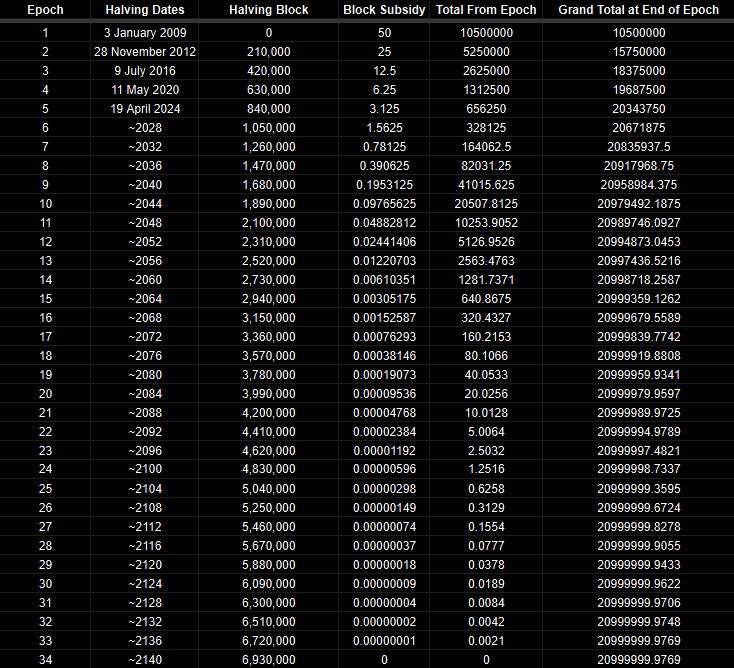 Epoch Halving Dates Halving Block Block Subsidy Total From Epoch Grand Total at End of Epoch
1 3 January 2009 0 50 10500000 10500000
2 28 November 2012 210,000 25 5250000 15750000
3 9 July 2016 420,000 12.5 2625000 18375000
4 11 May 2020 630,000 6.25 1312500 19687500
5 19 April 2024 840,000 3.125 656250 20343750
6 ~2028 1,050,000 1.5625 328125 20671875
7 ~2032 1,260,000 0.78125 164062.5 20835937.5
8 ~2036 1,470,000 0.390625 82031.25 20917968.75
9 ~2040 1,680,000 0.1953125 41015.625 20958984.375
10 ~2044 1,890,000 0.09765625 20507.8125 20979492.1875
11 ~2048 2,100,000 0.04882812 10253.9052 20989746.0927
12 ~2052 2,310,000 0.02441406 5126.9526 20994873.0453
13 ~2056 2,520,000 0.01220703 2563.4763 20997436.5216
14 ~2060 2,730,000 0.00610351 1281.7371 20998718.2587
15 ~2064 2,940,000 0.00305175 640.8675 20999359.1262
16 ~2068 3,150,000 0.00152587 320.4327 20999679.5589
17 ~2072 3,360,000 0.00076293 160.2153 20999839.7742
18 ~2076 3,570,000 0.00038146 80.1066 20999919.8808
19 ~2080 3,780,000 0.00019073 40.0533 20999959.9341
20 ~2084 3,990,000 0.00009536 20.0256 20999979.9597
21 ~2088 4,200,000 0.00004768 10.0128 20999989.9725
22 ~2092 4,410,000 0.00002384 5.0064 20999994.9789
23 ~2096 4,620,000 0.00001192 2.5032 20999997.4821
24 ~2100 4,830,000 0.00000596 1.2516 20999998.7337
25 ~2104 5,040,000 0.00000298 0.6258 20999999.3595
26 ~2108 5,250,000 0.00000149 0.3129 20999999.6724
27 ~2112 5,460,000 0.00000074 0.1554 20999999.8278
28 ~2116 5,670,000 0.00000037 0.0777 20999999.9055
29 ~2120 5,880,000 0.00000018 0.0378 20999999.9433
30 ~2124 6,090,000 0.00000009 0.0189 20999999.9622
31 ~2128 6,300,000 0.00000004 0.0084 20999999.9706
32 ~2132 6,510,000 0.00000002 0.0042 20999999.9748
33 ~2136 6,720,000 0.00000001 0.0021 20999999.9769
34 ~2140 6,930,000 0 0 20999999.9769